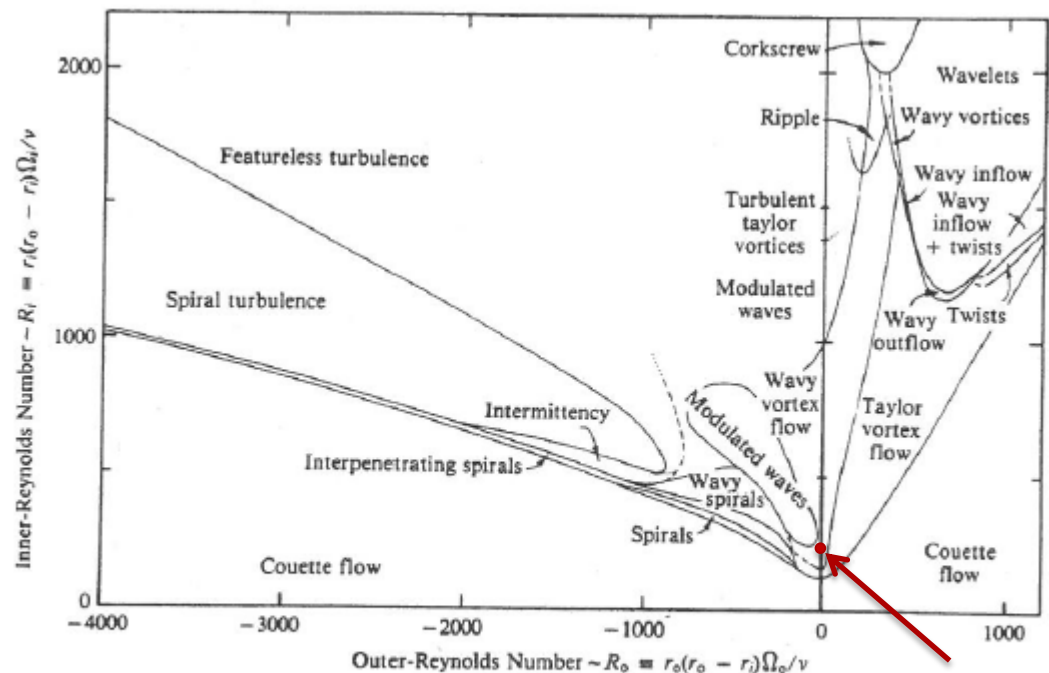 Inner-Reynolds Number ~ R_i ≡ r_i(r_o − r_i)Ω_i/ν
2000
1000
0
Corkscrew
Wavelets
Wavy vortices
Ripple
Featureless turbulence
Wavy inflow
Wavy
inflow
+ twists
Turbulent
taylor
vortices
Modulated
waves
Spiral turbulence
Twists
Wavy
outflow
Wavy
vortex
flow
Taylor
vortex
flow
Modulated waves
Intermittency
Interpenetrating spirals
Wavy
spirals
Spirals
Couette flow
Couette
flow
−4000
−3000
−2000
−1000
0
1000
Outer-Reynolds Number ~ R_o ≡ r_o(r_o − r_i)Ω_o/ν